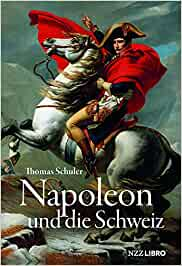 Thomas Schuler
Napoleon
und die Schweiz
NZZ LIBRO